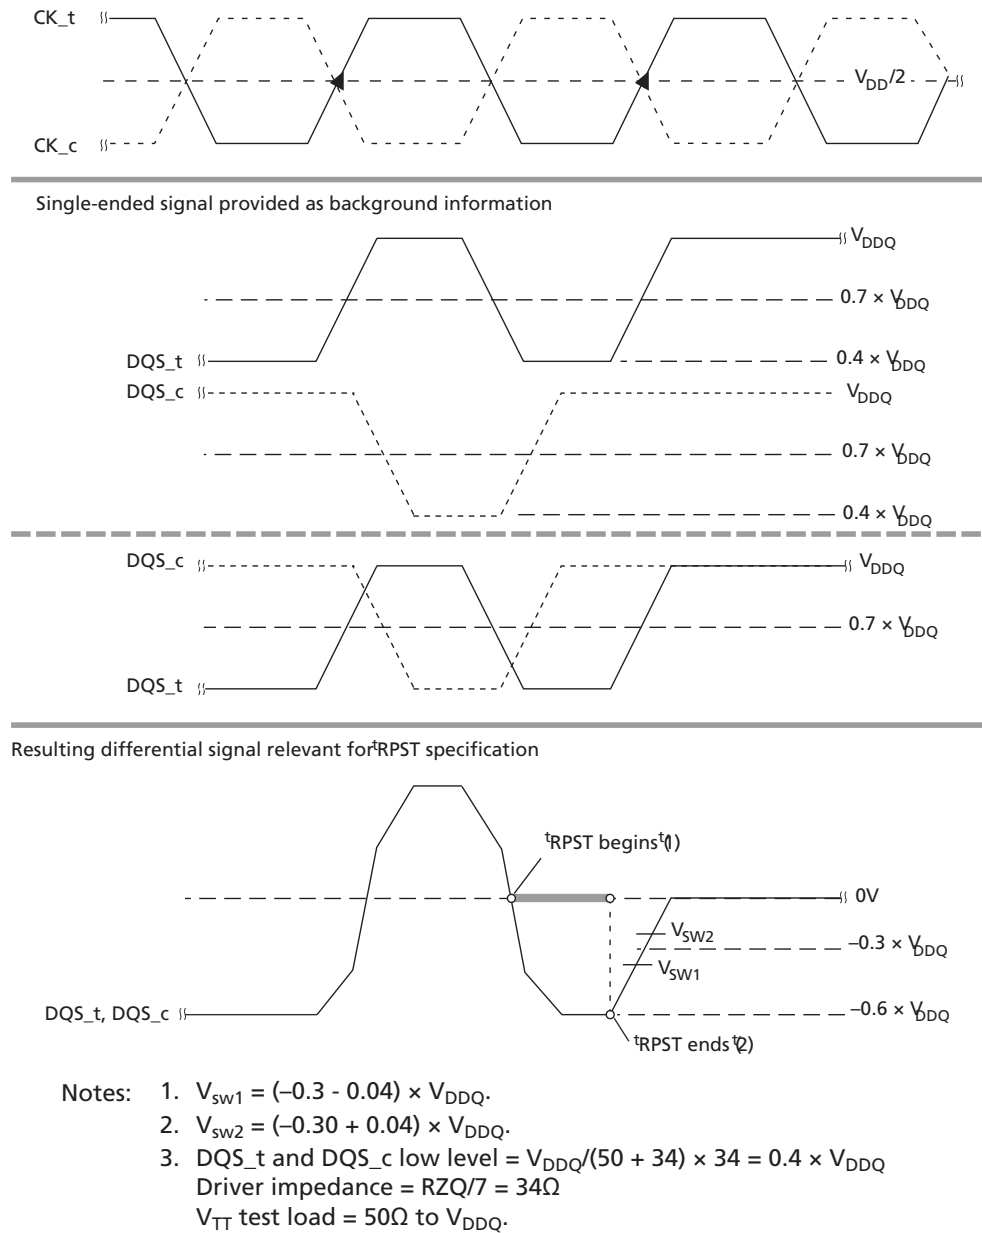 CK_t
VDD/2
CK_c
Single-ended signal provided as background information
VDDQ
0.7 × VDDQ
DQS_t
0.4 × VDDQ
DQS_c
VDDQ
0.7 × VDDQ
0.4 × VDDQ
DQS_c
VDDQ
0.7 × VDDQ
DQS_t
Resulting differential signal relevant for tRPST specification
tRPST begins (t1)
0V
VSW2
–0.3 × VDDQ
VSW1
DQS_t, DQS_c
–0.6 × VDDQ
tRPST ends (t2)
Notes: 1. Vsw1 = (–0.3 - 0.04) × VDDQ.
2. Vsw2 = (–0.30 + 0.04) × VDDQ.
3. DQS_t and DQS_c low level = VDDQ/(50 + 34) × 34 = 0.4 × VDDQ
Driver impedance = RZQ/7 = 34Ω
VTT test load = 50Ω to VDDQ.